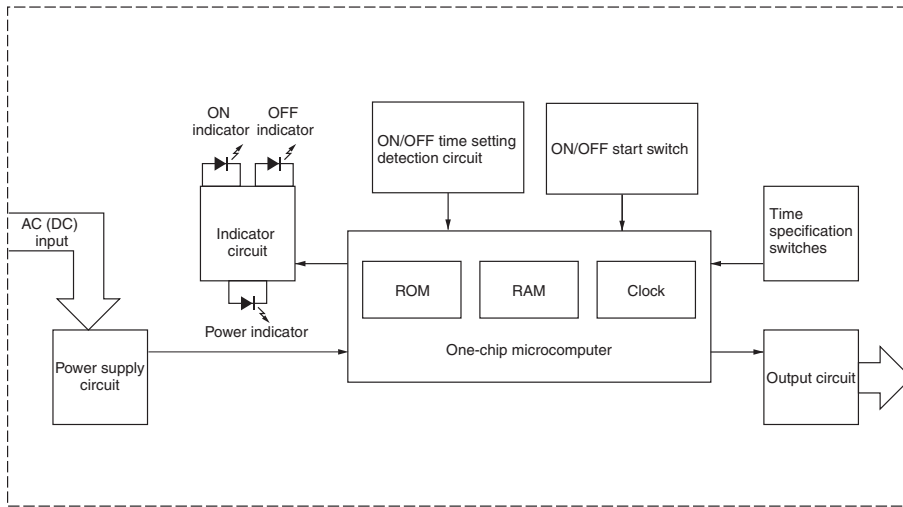 ON
indicator
OFF
indicator
ON/OFF time setting
detection circuit
ON/OFF start switch
AC (DC)
input
Indicator
circuit
Time
specification
switches
ROM
RAM
Clock
Power indicator
One-chip microcomputer
Power supply
circuit
Output circuit